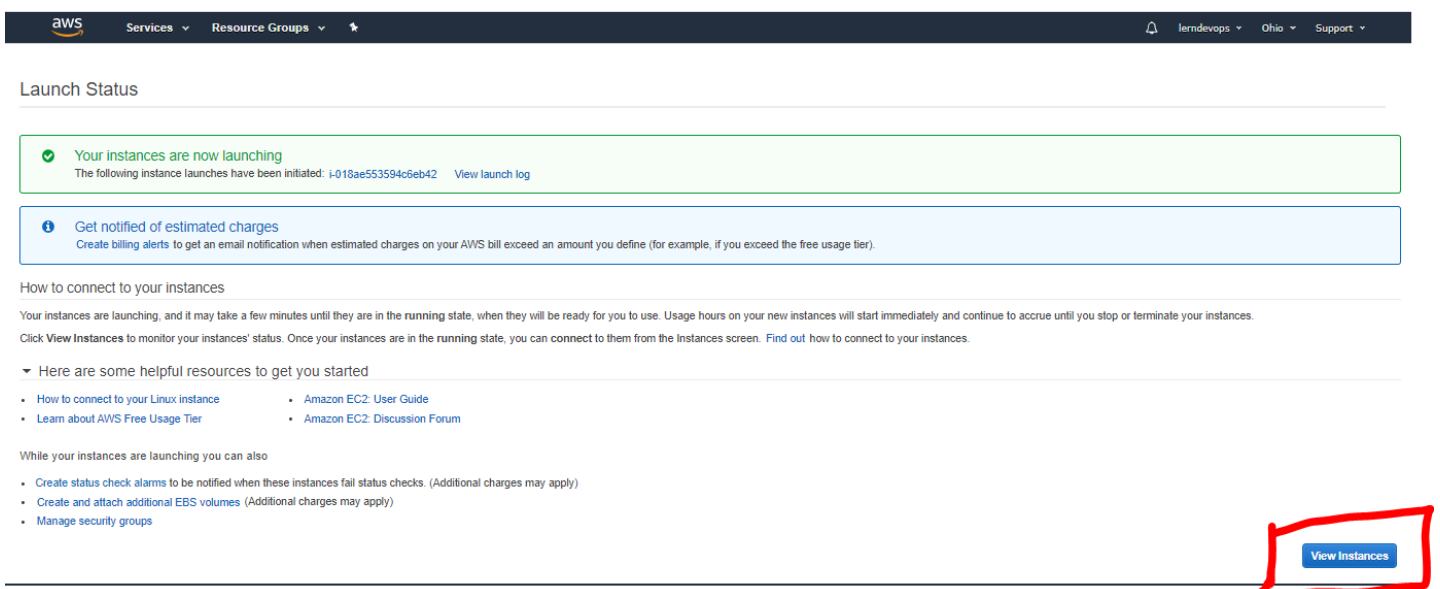 aws Services Resource Groups lerndevops Ohio Support
Launch Status
Your instances are now launching
The following instance launches have been initiated: i-018ae553594c6eb42 View launch log
Get notified of estimated charges
Create billing alerts to get an email notification when estimated charges on your AWS bill exceed an amount you define (for example, if you exceed the free usage tier).
How to connect to your instances
Your instances are launching, and it may take a few minutes until they are in the running state, when they will be ready for you to use. Usage hours on your new instances will start immediately and continue to accrue until you stop or terminate your instances.
Click View Instances to monitor your instances' status. Once your instances are in the running state, you can connect to them from the Instances screen. Find out how to connect to your instances.
Here are some helpful resources to get you started
• How to connect to your Linux instance • Amazon EC2: User Guide
• Learn about AWS Free Usage Tier • Amazon EC2: Discussion Forum
While your instances are launching you can also
• Create status check alarms to be notified when these instances fail status checks. (Additional charges may apply)
• Create and attach additional EBS volumes (Additional charges may apply)
• Manage security groups
View Instances